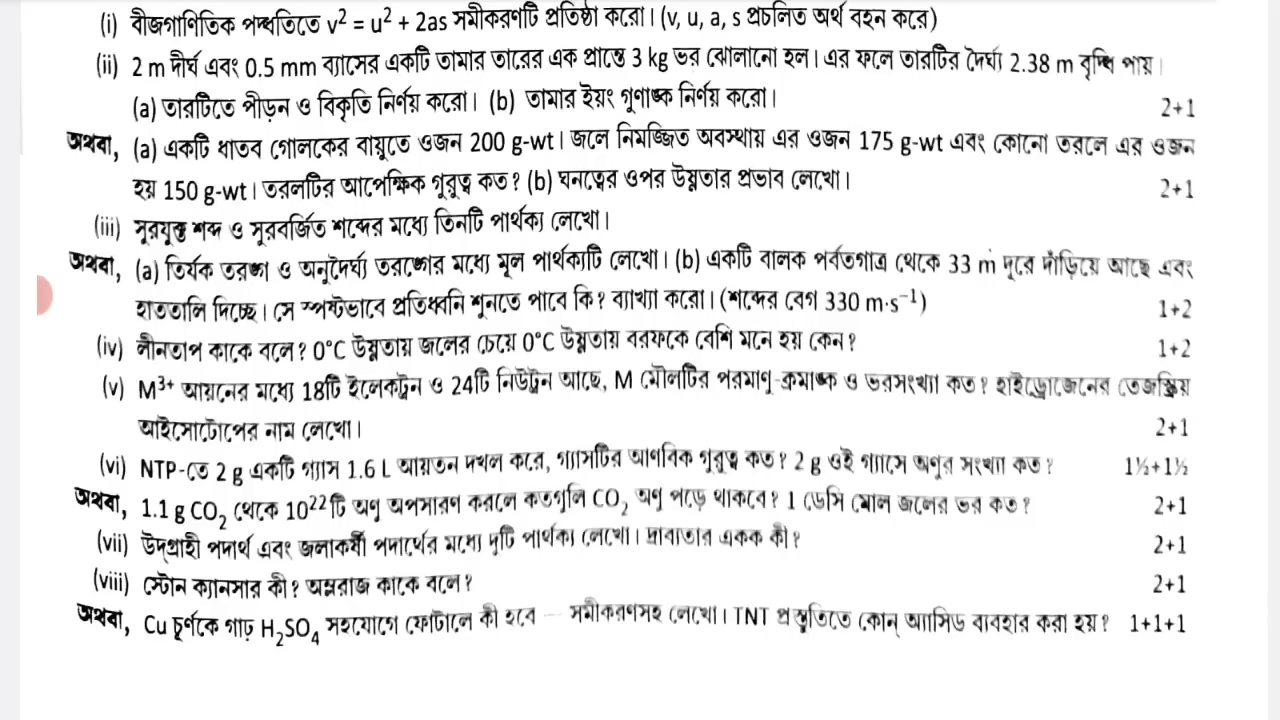 (i) বীজগাণিতিক পদ্ধতিতে v² = u² + 2as সমীকরণটি প্রতিষ্ঠা করো। (v, u, a, s প্রচলিত অর্থ বহন করে)
(ii) 2 m দীর্ঘ এবং 0.5 mm ব্যাসের একটি তামার তারের এক প্রান্তে 3 kg ভর ঝোলানো হল। এর ফলে তারটির দৈর্ঘ্য 2.38 m বৃদ্ধি পায়।
(a) তারটিতে পীড়ন ও বিকৃতি নির্ণয় করো। (b) তামার ইয়ং গুণাঙ্ক নির্ণয় করো। 2+1
অথবা, (a) একটি ধাতব গোলকের বায়ুতে ওজন 200 g-wt। জলে নিমজ্জিত অবস্থায় এর ওজন 175 g-wt এবং কোনো তরলে এর ওজন
হয় 150 g-wt। তরলটির আপেক্ষিক গুরুত্ব কত? (b) ঘনত্বের ওপর উষ্ণতার প্রভাব লেখো। 2+1
(iii) সুরযুক্ত শব্দ ও সুরবর্জিত শব্দের মধ্যে তিনটি পার্থক্য লেখো।
অথবা, (a) তির্যক তরঙ্গ ও অনুদৈর্ঘ্য তরঙ্গের মধ্যে মূল পার্থক্যটি লেখো। (b) একটি বালক পর্বতগাত্র থেকে 33 m দূরে দাঁড়িয়ে আছে এবং
হাততালি দিচ্ছে। সে স্পষ্টভাবে প্রতিধ্বনি শুনতে পাবে কি? ব্যাখ্যা করো। (শব্দের বেগ 330 m·s⁻¹) 1+2
(iv) লীনতাপ কাকে বলে? 0°C উষ্ণতায় জলের চেয়ে 0°C উষ্ণতায় বরফকে বেশি মনে হয় কেন? 1+2
(v) M³⁺ আয়নের মধ্যে 18টি ইলেকট্রন ও 24টি নিউট্রন আছে, M মৌলটির পরমাণু-ক্রমাঙ্ক ও ভরসংখ্যা কত? হাইড্রোজেনের তেজস্ক্রিয়
আইসোটোপের নাম লেখো। 2+1
(vi) NTP-তে 2 g একটি গ্যাস 1.6 L আয়তন দখল করে, গ্যাসটির আণবিক গুরুত্ব কত? 2 g ওই গ্যাসে অণুর সংখ্যা কত? 1½+1½
অথবা, 1.1 g CO₂ থেকে 10²²টি অণু অপসারণ করলে কতগুলি CO₂ অণু পড়ে থাকবে? 1 ডেসি মোল জলের ভর কত? 2+1
(vii) উদ্‌গ্রাহী পদার্থ এবং জলাকর্ষী পদার্থের মধ্যে দুটি পার্থক্য লেখো। দ্রাব্যতার একক কী? 2+1
(viii) স্টোন ক্যানসার কী? অম্লরাজ কাকে বলে? 2+1
অথবা, Cu চূর্ণকে গাঢ় H₂SO₄ সহযোগে ফোটালে কী হবে — সমীকরণসহ লেখো। TNT প্রস্তুতিতে কোন্ অ্যাসিড ব্যবহার করা হয়? 1+1+1